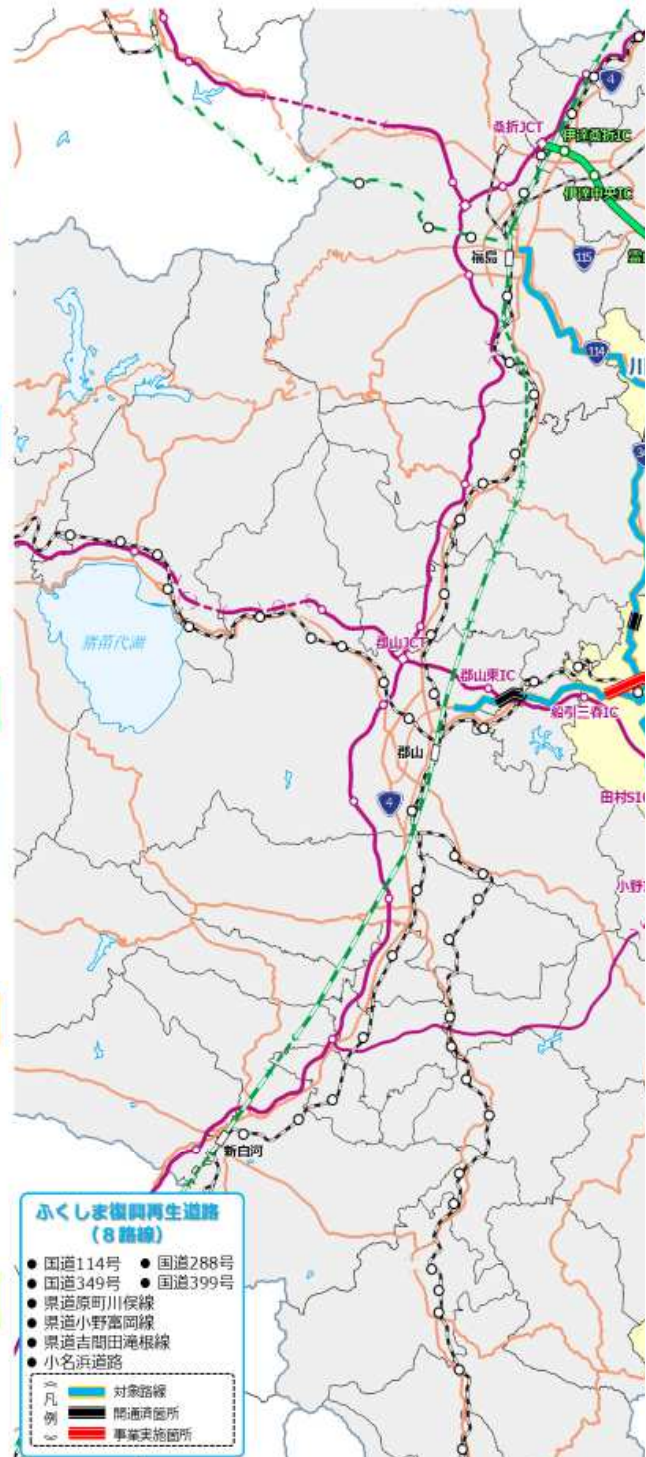 4
桑折JCT
伊達桑折IC
伊達中央IC
福島
115
114
川
猪苗代湖
郡山JCT
郡山東IC
船引三春IC
郡山
4
田村SIC
小野
新白河
ふくしま復興再生道路
（８路線）
● 国道114号 ● 国道288号
● 国道349号 ● 国道399号
● 県道原町川俣線
● 県道小野富岡線
● 県道吉間田滝根線
● 小名浜道路
凡例
対象路線
開通済箇所
事業実施箇所